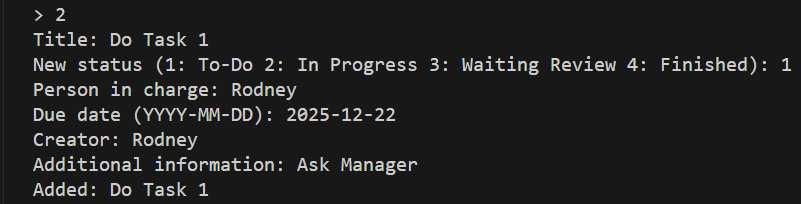 > 2
Title: Do Task 1
New status (1: To-Do 2: In Progress 3: Waiting Review 4: Finished): 1
Person in charge: Rodney
Due date (YYYY-MM-DD): 2025-12-22
Creator: Rodney
Additional information: Ask Manager
Added: Do Task 1